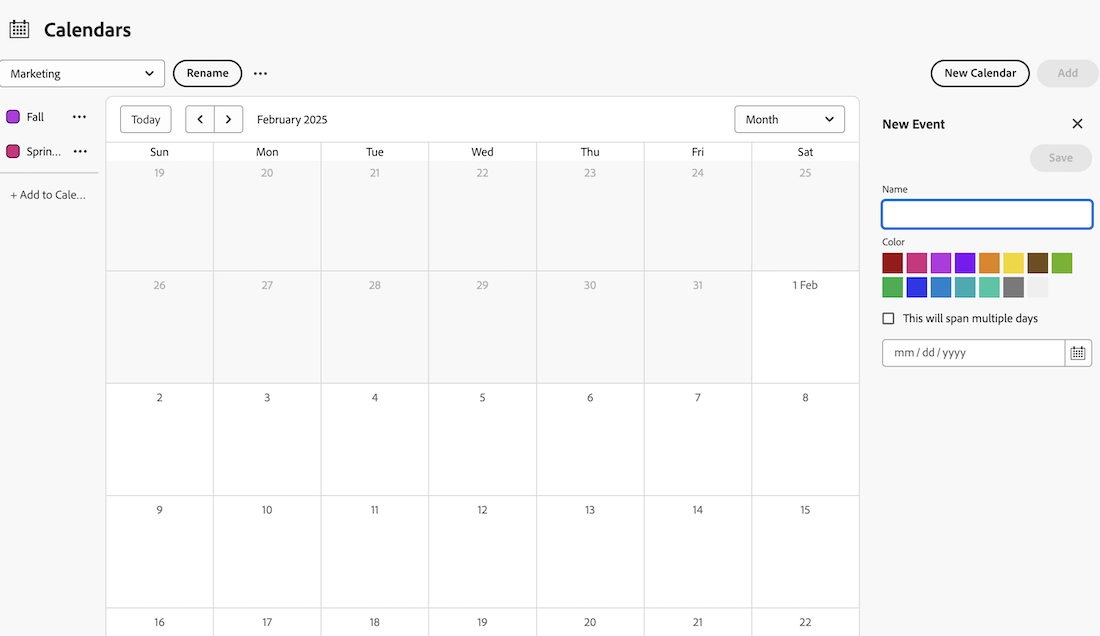 Calendars
Marketing
Rename
New Calendar
Add
Fall
Sprin...
+ Add to Cale...
Today
February 2025
Month
Sun Mon Tue Wed Thu Fri Sat
19 20 21 22 23 24 25
26 27 28 29 30 31 1 Feb
2 3 4 5 6 7 8
9 10 11 12 13 14 15
16 17 18 19 20 21 22
New Event
Save
Name
Color
This will span multiple days
mm / dd / yyyy